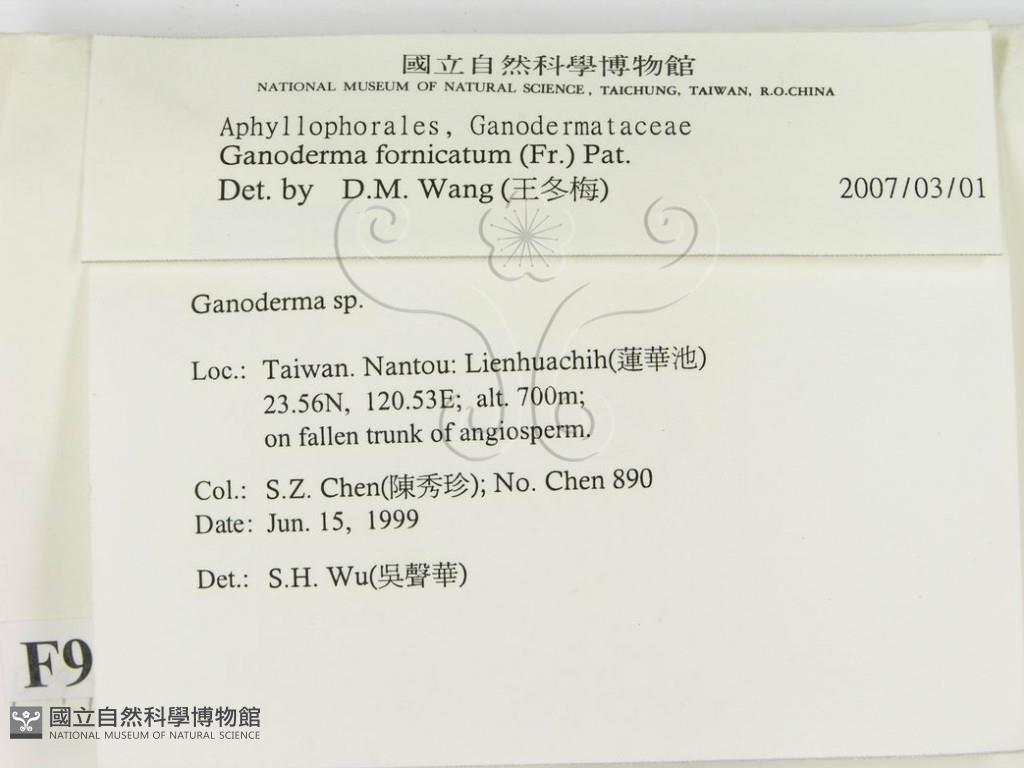 國立自然科學博物館
NATIONAL MUSEUM OF NATURAL SCIENCE, TAICHUNG, TAIWAN, R.O.CHINA
Aphyllophorales, Ganodermataceae
Ganoderma fornicatum (Fr.) Pat.
Det. by D.M. Wang (王冬梅) 2007/03/01
Ganoderma sp.
Loc.: Taiwan. Nantou: Lienhuachih(蓮華池)
23.56N, 120.53E; alt. 700m;
on fallen trunk of angiosperm.
Col.: S.Z. Chen(陳秀珍); No. Chen 890
Date: Jun. 15, 1999
Det.: S.H. Wu(吳聲華)
F9
國立自然科學博物館
NATIONAL MUSEUM OF NATURAL SCIENCE